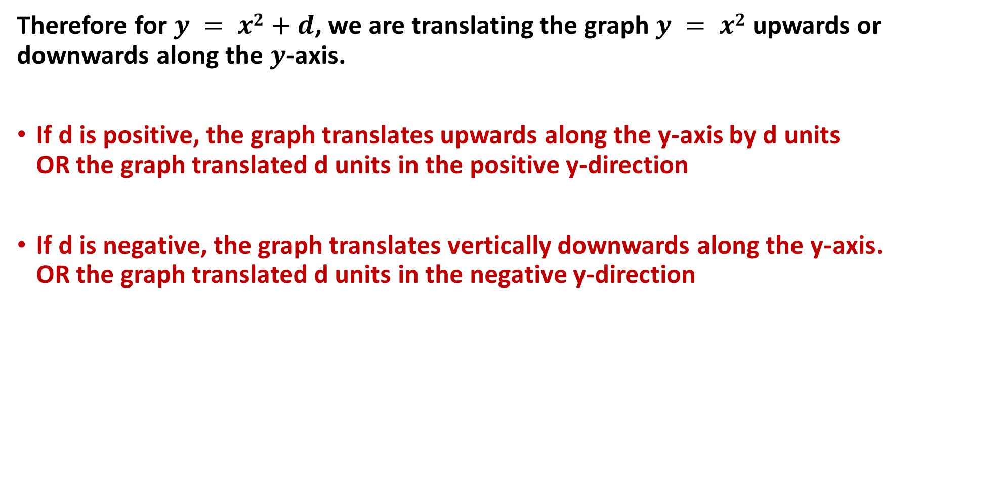 Therefore for y = x² + d, we are translating the graph y = x² upwards or
downwards along the y-axis.
• If d is positive, the graph translates upwards along the y-axis by d units
OR the graph translated d units in the positive y-direction
• If d is negative, the graph translates vertically downwards along the y-axis.
OR the graph translated d units in the negative y-direction